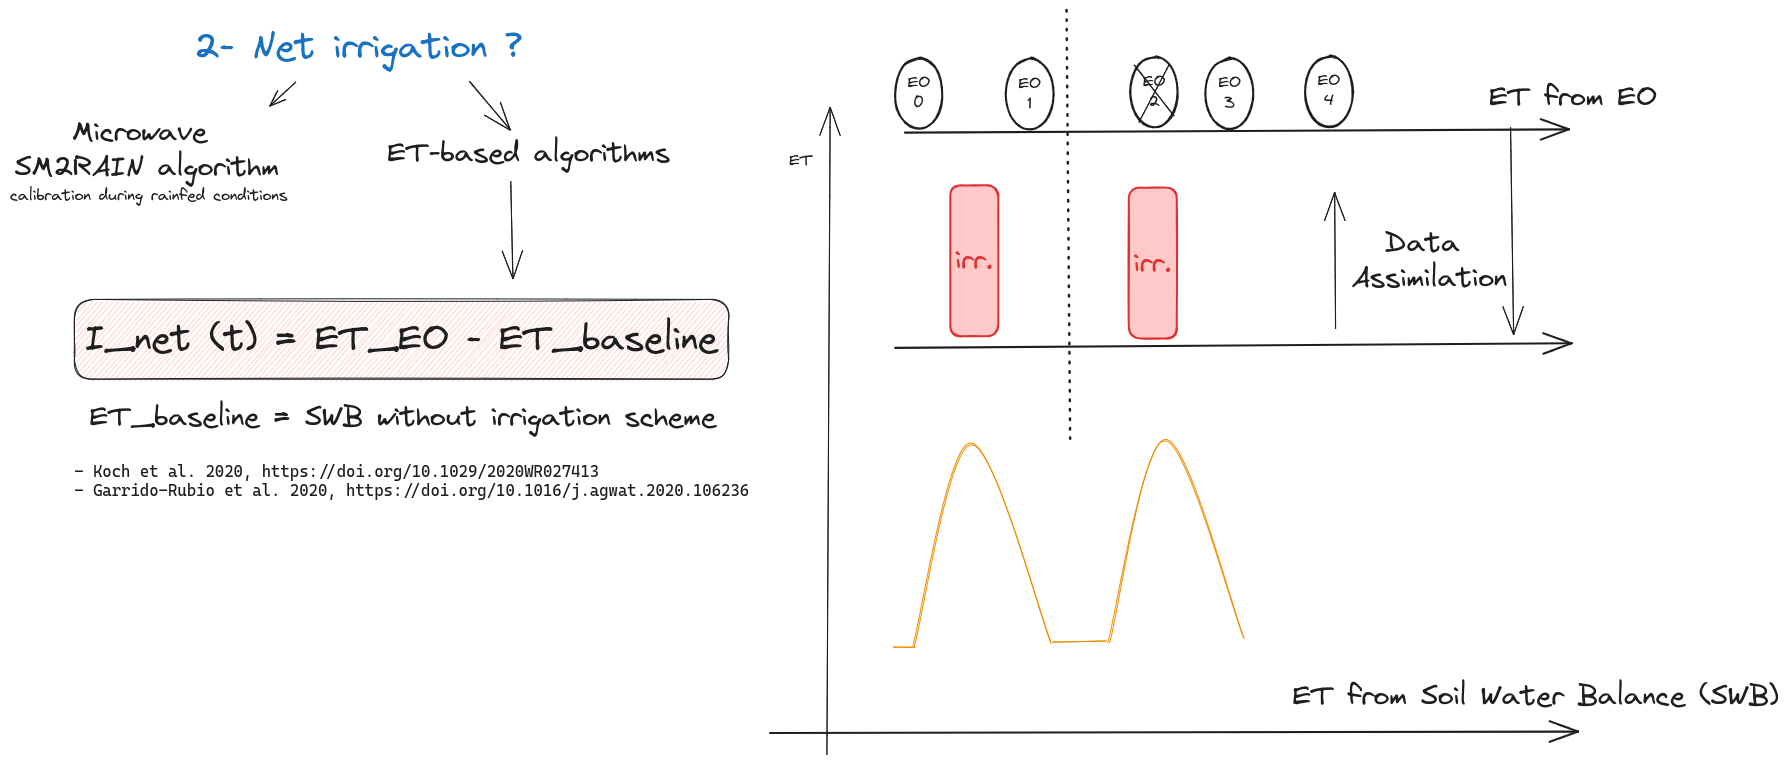 2- Net irrigation ?
Microwave
SM2RAIN algorithm
calibration during rainfed conditions
ET-based algorithms
I_net (t) = ET_EO - ET_baseline
ET_baseline = SWB without irrigation scheme
- Koch et al. 2020, https://doi.org/10.1029/2020WR027413
- Garrido-Rubio et al. 2020, https://doi.org/10.1016/j.agwat.2020.106236
EO
0
EO
1
EO
2
EO
3
EO
4
ET from EO
ET
irr.
irr.
Data
Assimilation
ET from Soil Water Balance (SWB)